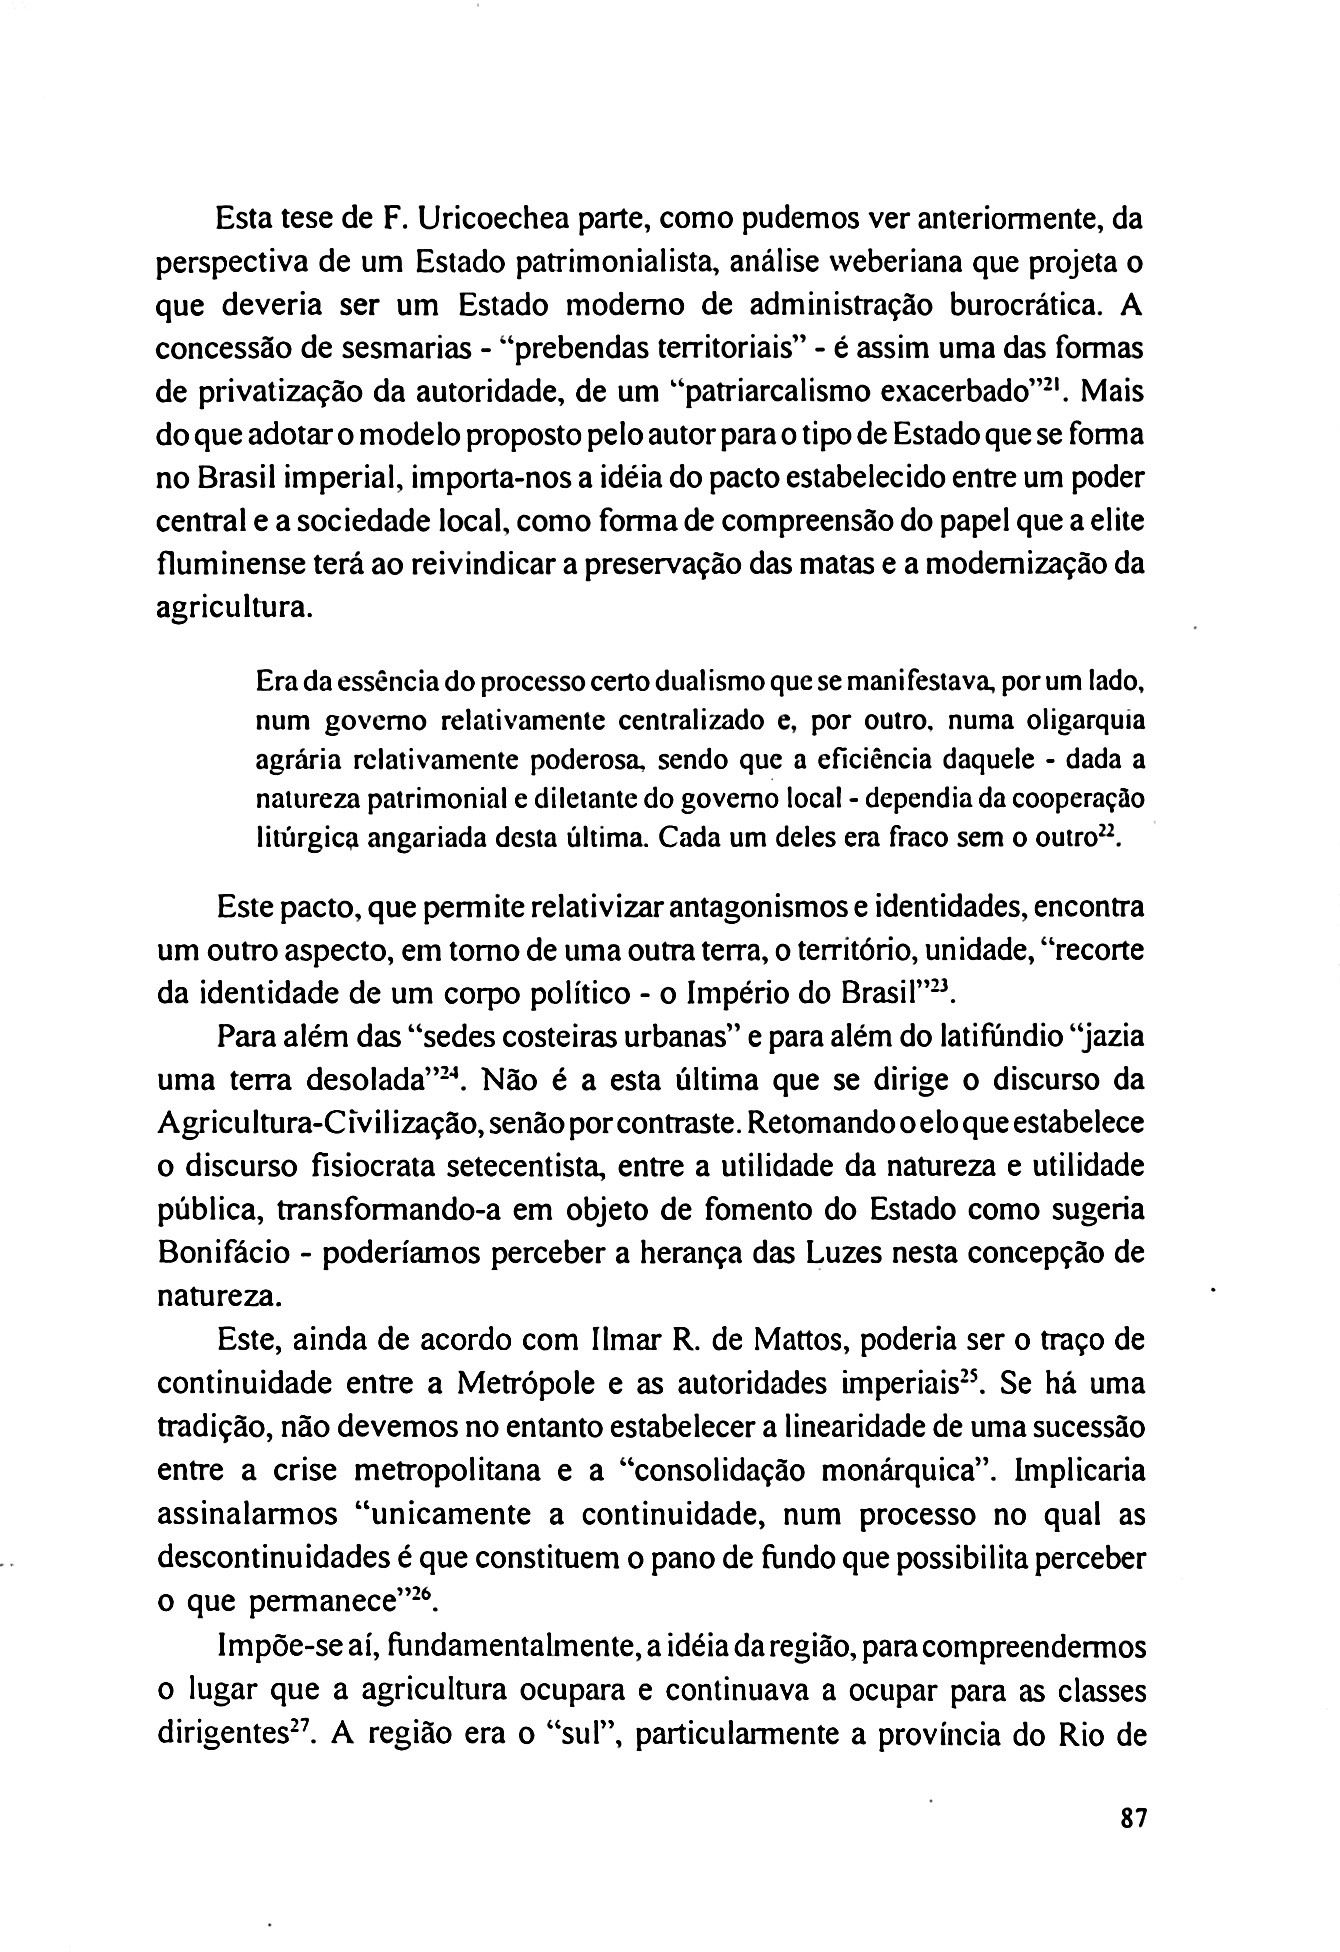 Esta tese de F. Uricoechea parte, como pudemos ver anteriormente, da
perspectiva de um Estado patrimonialista, análise weberiana que projeta o
que deveria ser um Estado moderno de administração burocrática. A
concessão de sesmarias - “prebendas territoriais” - é assim uma das formas
de privatização da autoridade, de um “patriarcalismo exacerbado”²¹. Mais
do que adotar o modelo proposto pelo autor para o tipo de Estado que se forma
no Brasil imperial, importa-nos a idéia do pacto estabelecido entre um poder
central e a sociedade local, como forma de compreensão do papel que a elite
fluminense terá ao reivindicar a preservação das matas e a modernização da
agricultura.
Era da essência do processo certo dualismo que se manifestava, por um lado,
num governo relativamente centralizado e, por outro, numa oligarquia
agrária relativamente poderosa, sendo que a eficiência daquele - dada a
natureza patrimonial e diletante do governo local - dependia da cooperação
litúrgica angariada desta última. Cada um deles era fraco sem o outro²².
Este pacto, que permite relativizar antagonismos e identidades, encontra
um outro aspecto, em torno de uma outra terra, o território, unidade, “recorte
da identidade de um corpo político - o Império do Brasil”²³.
Para além das “sedes costeiras urbanas” e para além do latifúndio “jazia
uma terra desolada”²⁴. Não é a esta última que se dirige o discurso da
Agricultura-Civilização, senão por contraste. Retomando o elo que estabelece
o discurso fisiocrata setecentista, entre a utilidade da natureza e utilidade
pública, transformando-a em objeto de fomento do Estado como sugeria
Bonifácio - poderíamos perceber a herança das Luzes nesta concepção de
natureza.
Este, ainda de acordo com Ilmar R. de Mattos, poderia ser o traço de
continuidade entre a Metrópole e as autoridades imperiais²⁵. Se há uma
tradição, não devemos no entanto estabelecer a linearidade de uma sucessão
entre a crise metropolitana e a “consolidação monárquica”. Implicaria
assinalarmos “unicamente a continuidade, num processo no qual as
descontinuidades é que constituem o pano de fundo que possibilita perceber
o que permanece”²⁶.
Impõe-se aí, fundamentalmente, a idéia da região, para compreendermos
o lugar que a agricultura ocupara e continuava a ocupar para as classes
dirigentes²⁷. A região era o “sul”, particularmente a província do Rio de
87